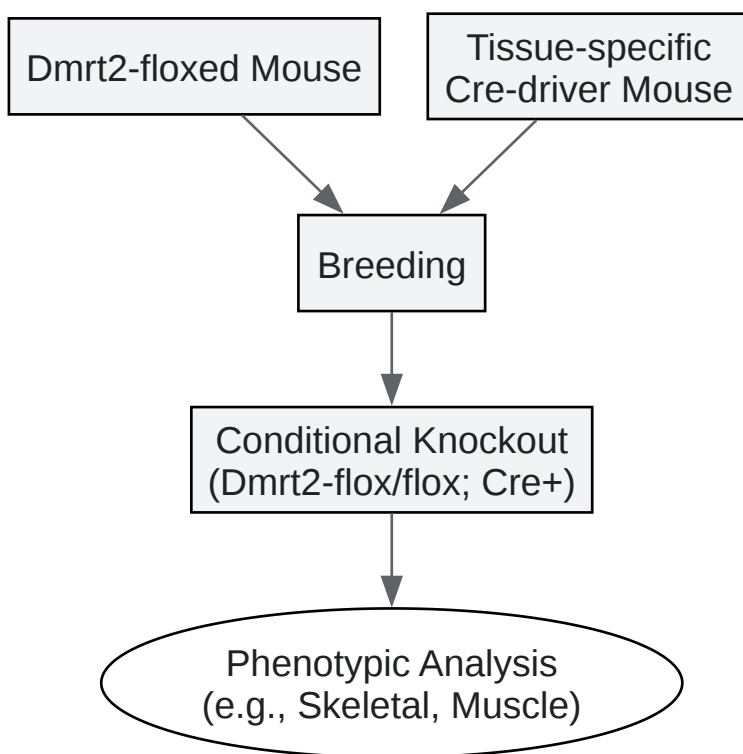 Dmrt2-floxed Mouse
Tissue-specific
Cre-driver Mouse
Breeding
Conditional Knockout
(Dmrt2-flox/flox; Cre+)
Phenotypic Analysis
(e.g., Skeletal, Muscle)